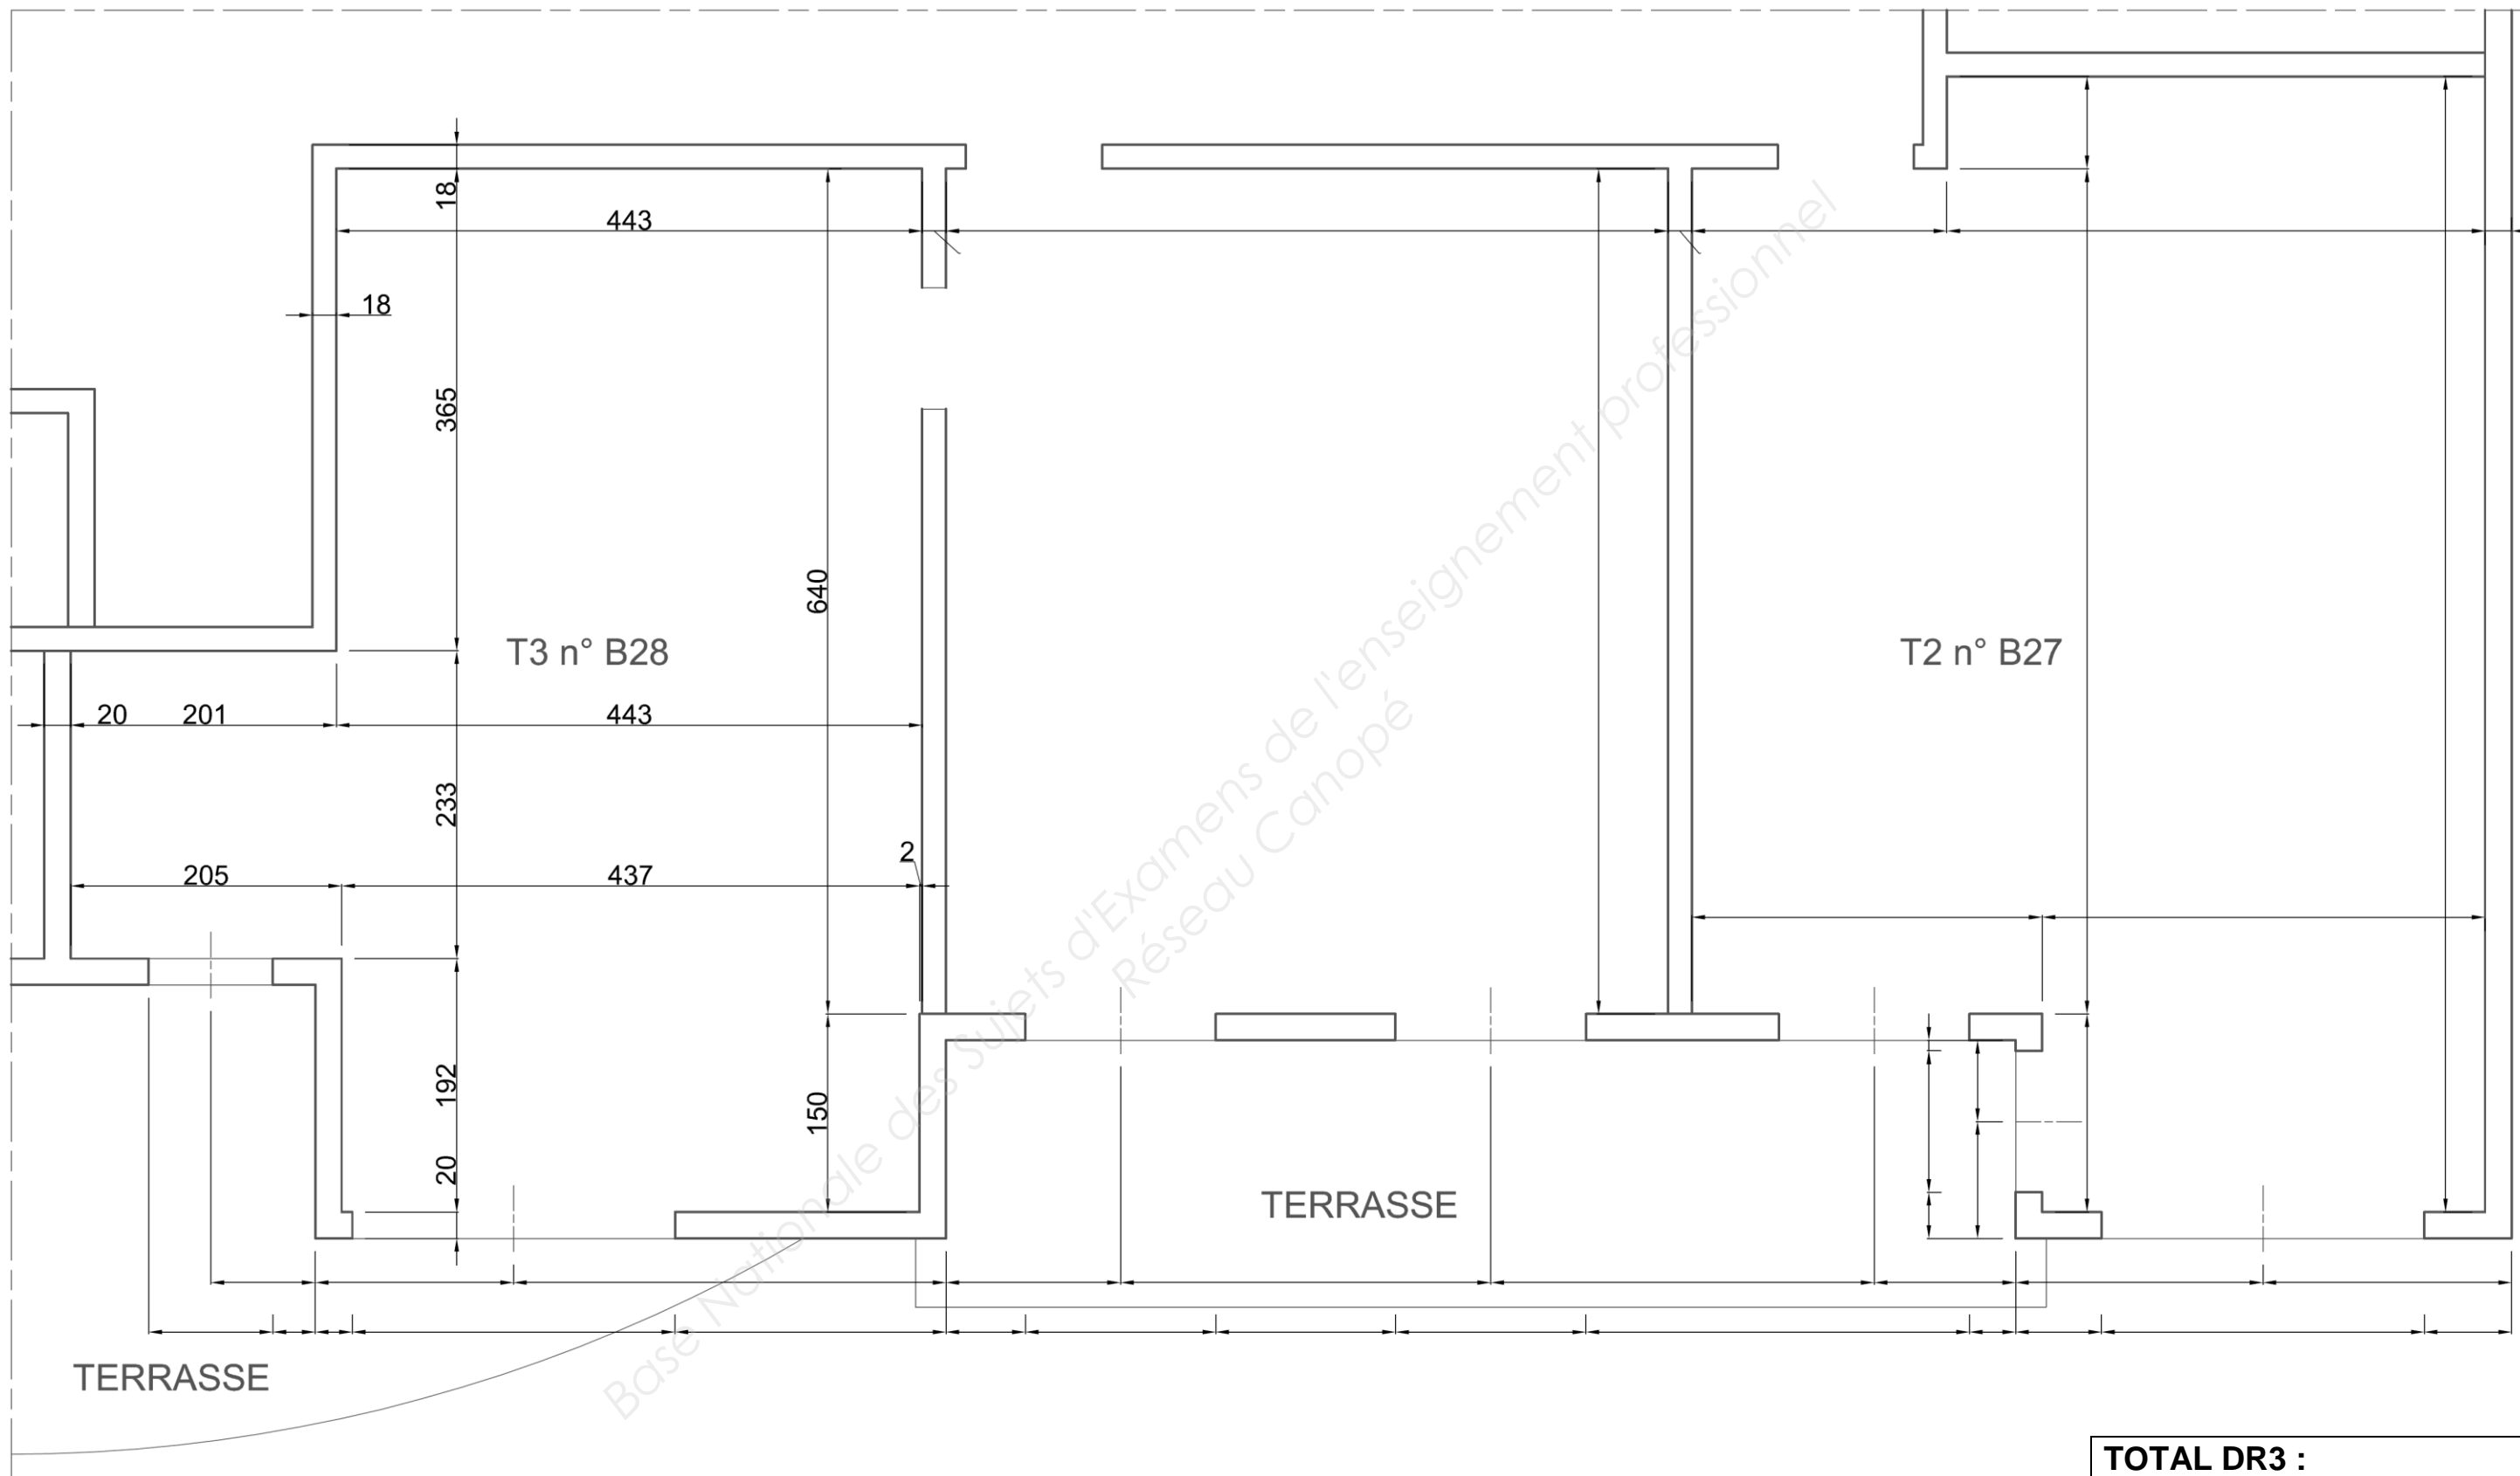 18
443
18
365
640
T3 n° B28
T2 n° B27
20
201
443
233
2
205
437
192
150
20
TERRASSE
TERRASSE
Base Nationale des Sujets d'Examens de l'enseignement professionnel
Réseau Canopé
TOTAL DR3 :